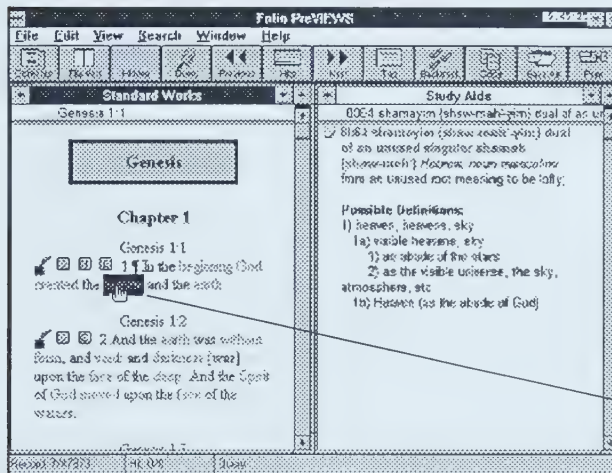 Folio PreVIEWS
File Edit View Search Window Help
Standard Works
Genesis 1:1
Genesis
Chapter 1
Genesis 1:1
1 ¶ In the beginning God
created the and the earth
Genesis 1:2
2 And the earth was without
form, and void; and darkness [was]
upon the face of the deep. And the Spirit
of God moved upon the face of the
waters.
Study Aids
8064 shamayim (shaw-mah'-yim) dual of an un
8064 shamayim (shaw-mah'-yim) dual
of an unused singular shameh
(shaw-meh') Hebrew, noun masculine
from an unused root meaning to be lofty;
Possible Definitions:
1) heaven, heavens, sky
1a) visible heavens, sky
1) as abode of the stars
2) as the visible universe, the sky,
atmosphere, etc
1b) Heaven (as the abode of God)